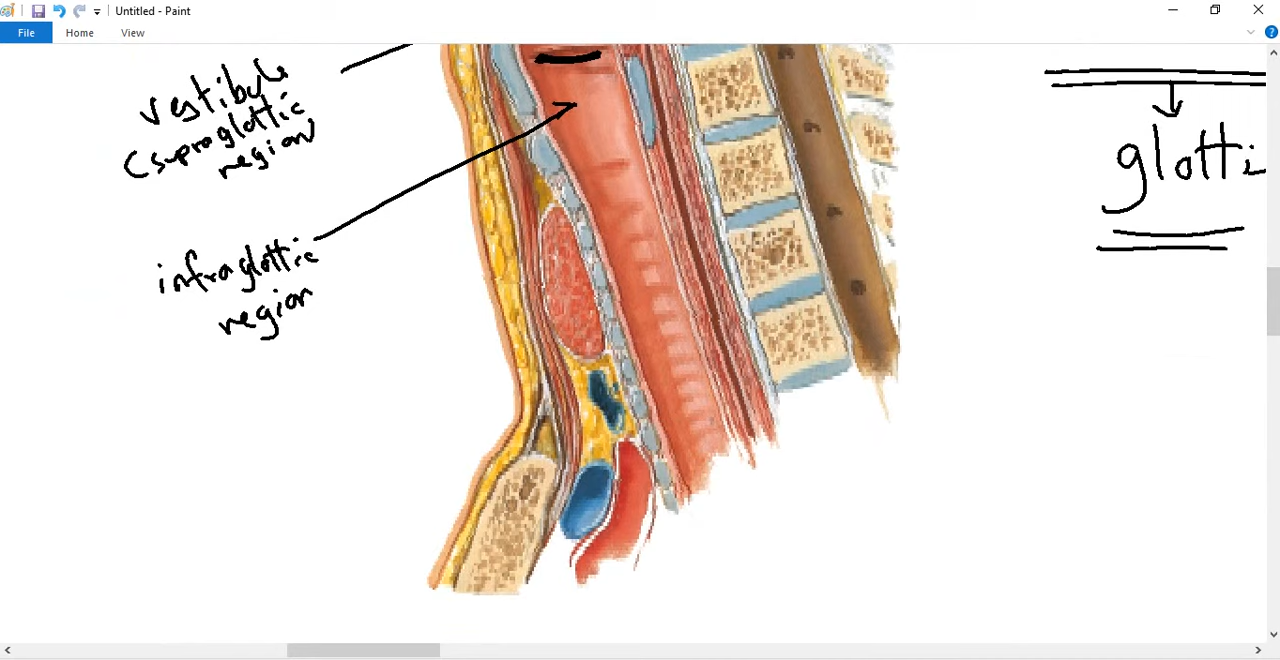 Untitled - Paint
File Home View
vestibule
(supraglottic
region)
infraglottic
region
glotti